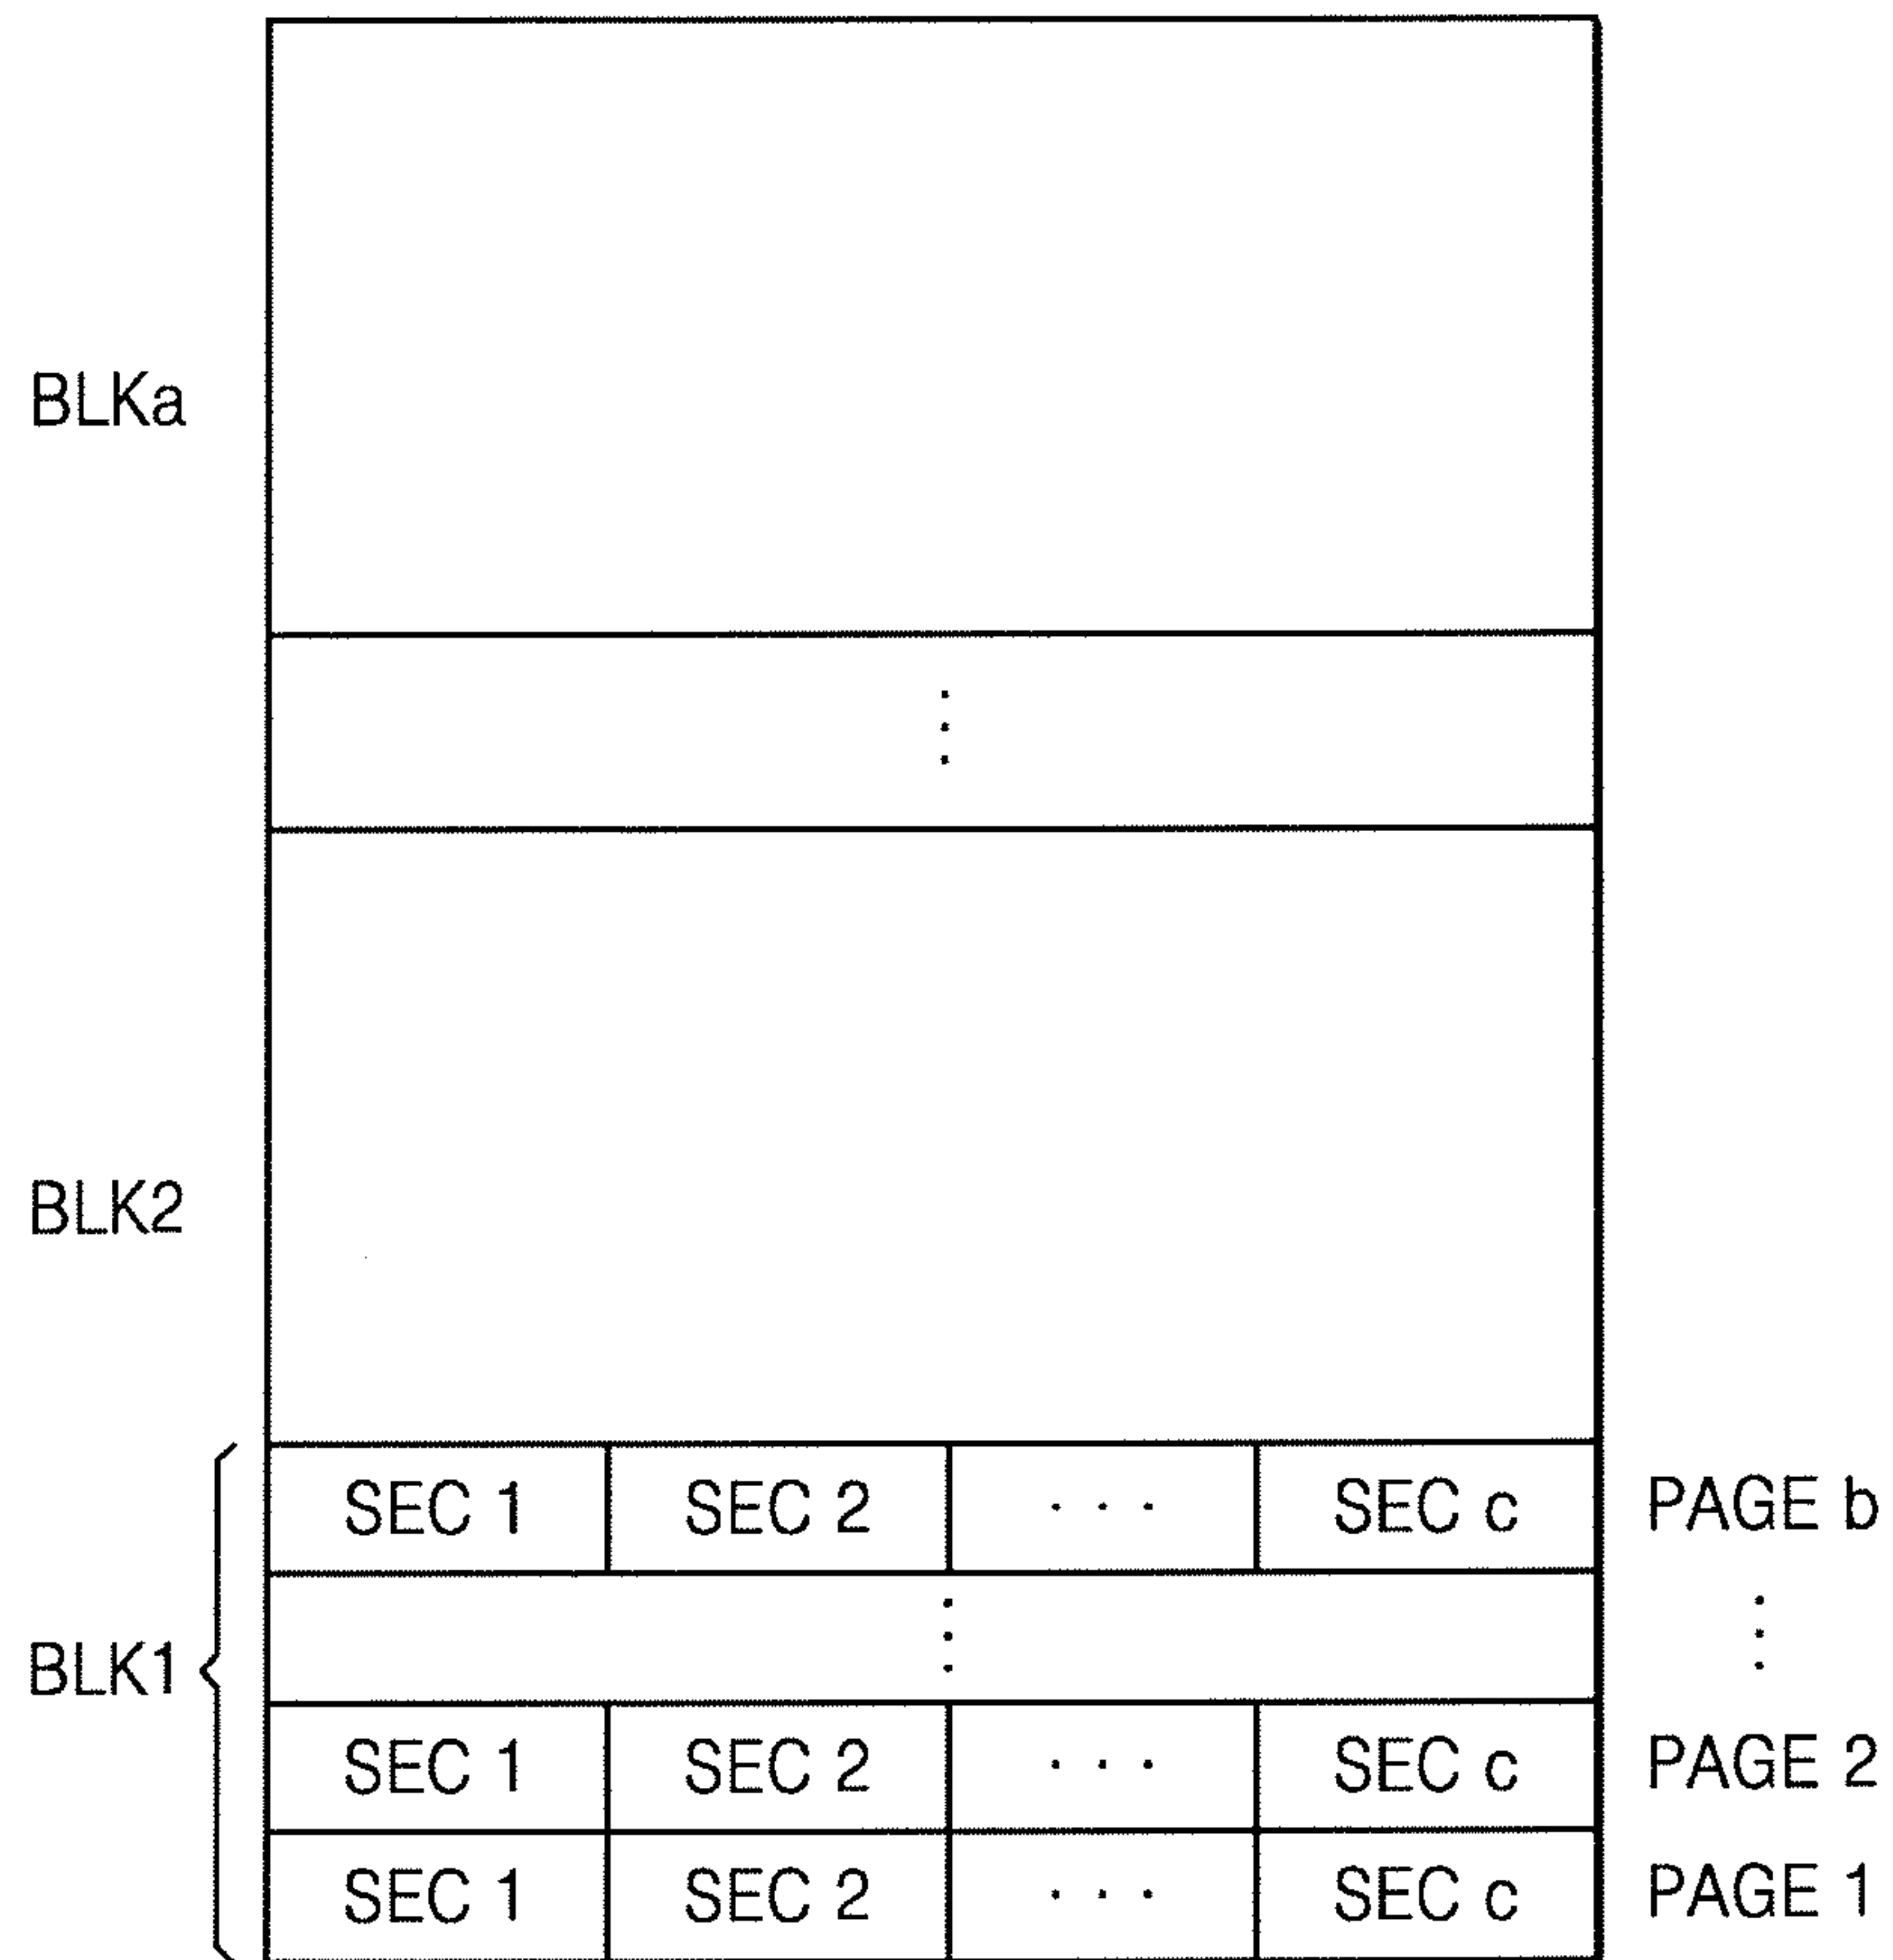 BLKa
⋮
BLK2
SEC 1 SEC 2 ··· SEC c PAGE b
⋮ ⋮
BLK1
SEC 1 SEC 2 ··· SEC c PAGE 2
SEC 1 SEC 2 ··· SEC c PAGE 1